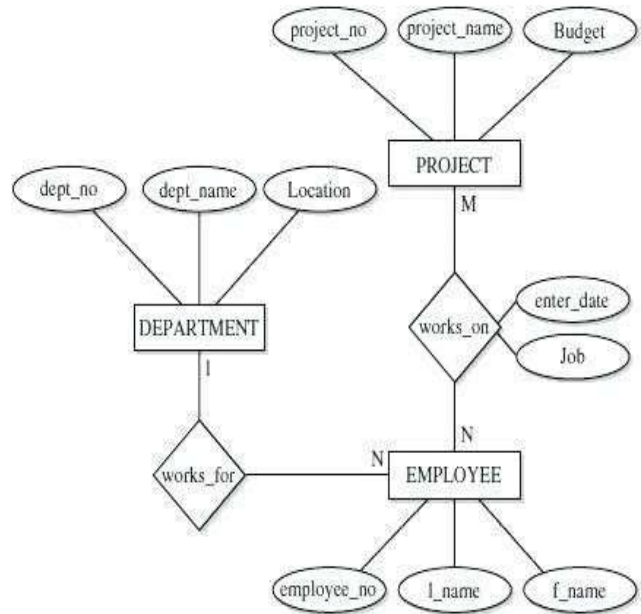 project_no
project_name
Budget
PROJECT
M
dept_no
dept_name
Location
DEPARTMENT
1
works_on
enter_date
Job
works_for
N
N
EMPLOYEE
employee_no
l_name
f_name